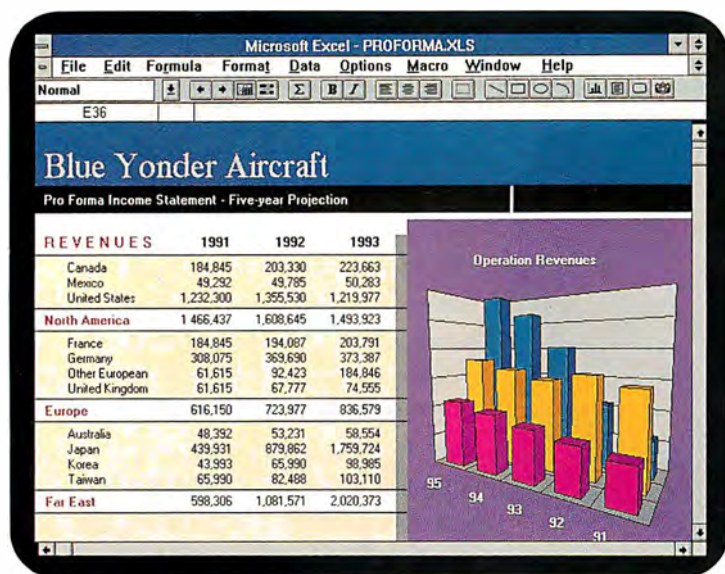 Microsoft Excel - PROFORMA.XLS
File Edit Formula Format Data Options Macro Window Help
Normal Σ B I
E36
Blue Yonder Aircraft
Pro Forma Income Statement - Five-year Projection
REVENUES 1991 1992 1993
Canada 184,845 203,330 223,663
Mexico 49,292 49,785 50,283
United States 1,232,300 1,355,530 1,219,977
North America 1 466,437 1,608,645 1,493,923
France 184,845 194,087 203,791
Germany 308,075 369,690 373,387
Other European 61,615 92,423 184,846
United Kingdom 61,615 67,777 74,555
Europe 616,150 723,977 836,579
Australia 48,392 53,231 58,554
Japan 439,931 879,862 1,759,724
Korea 43,993 65,990 98,985
Taiwan 65,990 82,488 103,110
Far East 598,306 1,081,571 2,020,373
Operation Revenues
95
94
93
92
91